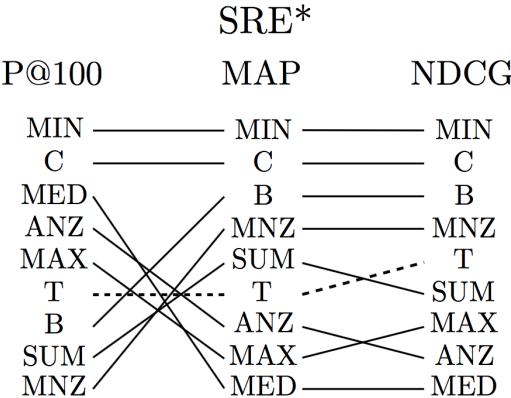 SRE*
P@100 MAP NDCG
MIN MIN MIN
C C C
MED B B
ANZ MNZ MNZ
MAX SUM T
T T SUM
B ANZ MAX
SUM MAX ANZ
MNZ MED MED